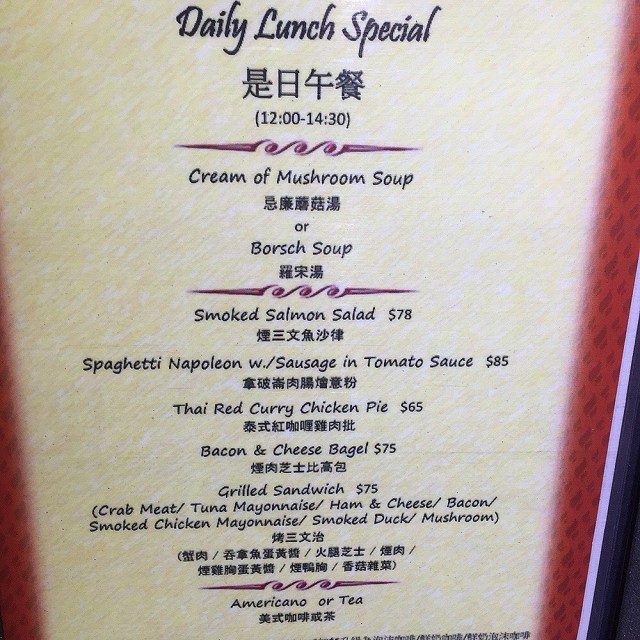 Daily Lunch Special
是日午餐
(12:00-14:30)
Cream of Mushroom Soup
忌廉蘑菇湯
or
Borsch Soup
羅宋湯
Smoked Salmon Salad $78
煙三文魚沙律
Spaghetti Napoleon w./Sausage in Tomato Sauce $85
拿破崙肉腸燴意粉
Thai Red Curry Chicken Pie $65
泰式紅咖喱雞肉批
Bacon & Cheese Bagel $75
煙肉芝士比高包
Grilled Sandwich $75
(Crab Meat/ Tuna Mayonnaise/ Ham & Cheese/ Bacon/
Smoked Chicken Mayonnaise/ Smoked Duck/ Mushroom)
烤三文治
(蟹肉 / 吞拿魚蛋黃醬 / 火腿芝士 / 煙肉 /
煙雞胸蛋黃醬 / 煙鴨胸 / 香菇雜菜)
Americano or Tea
美式咖啡或茶